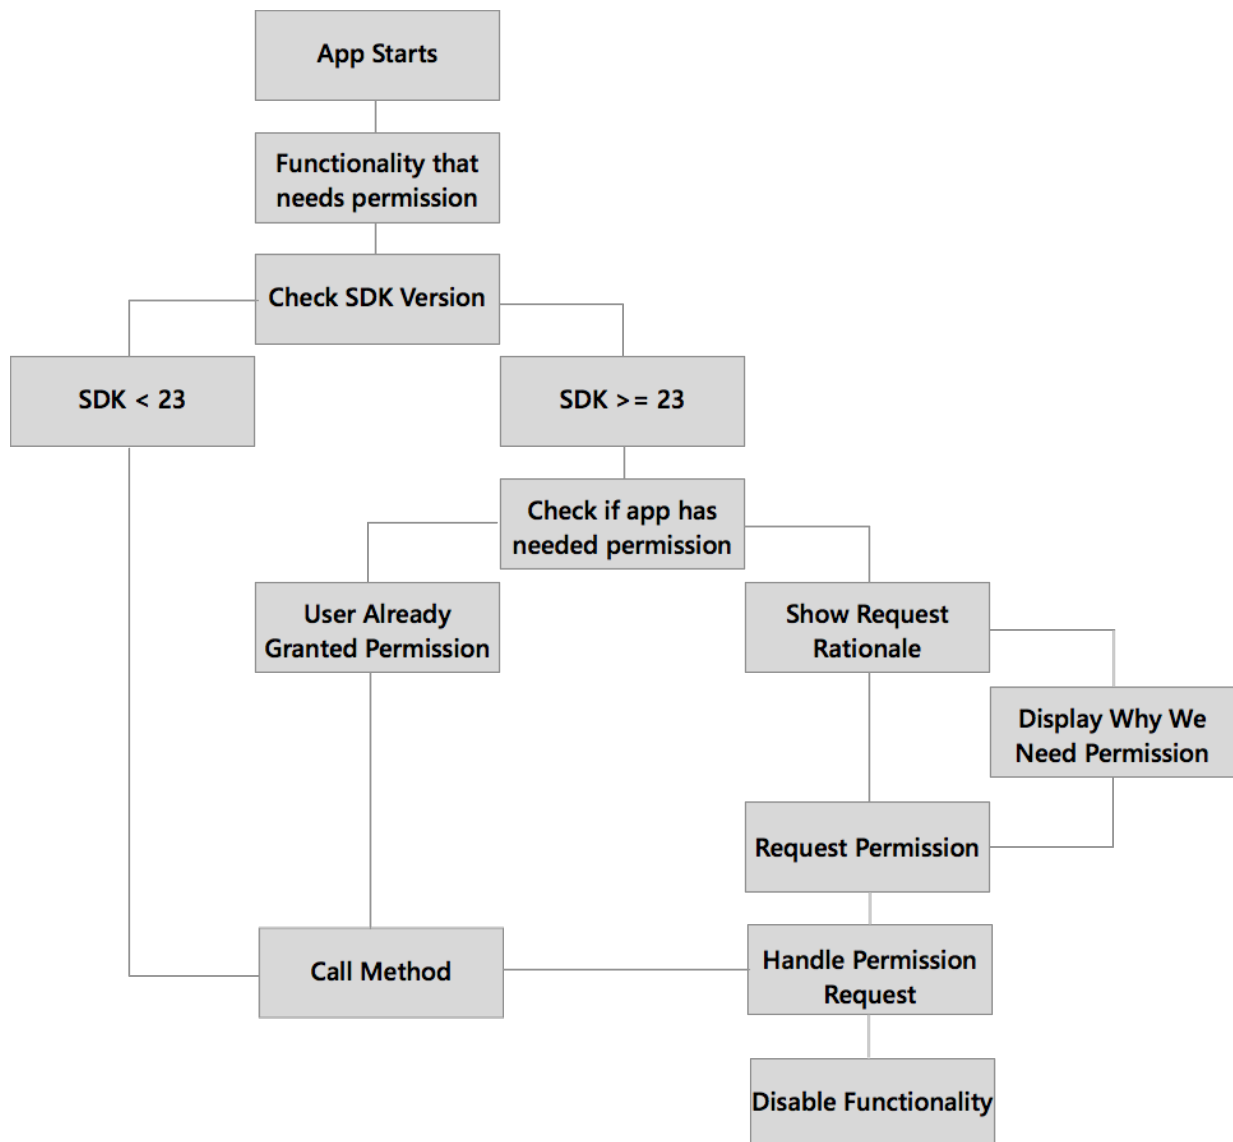 App Starts
Functionality that
needs permission
Check SDK Version
SDK < 23
SDK >= 23
Check if app has
needed permission
User Already
Granted Permission
Show Request
Rationale
Display Why We
Need Permission
Request Permission
Call Method
Handle Permission
Request
Disable Functionality